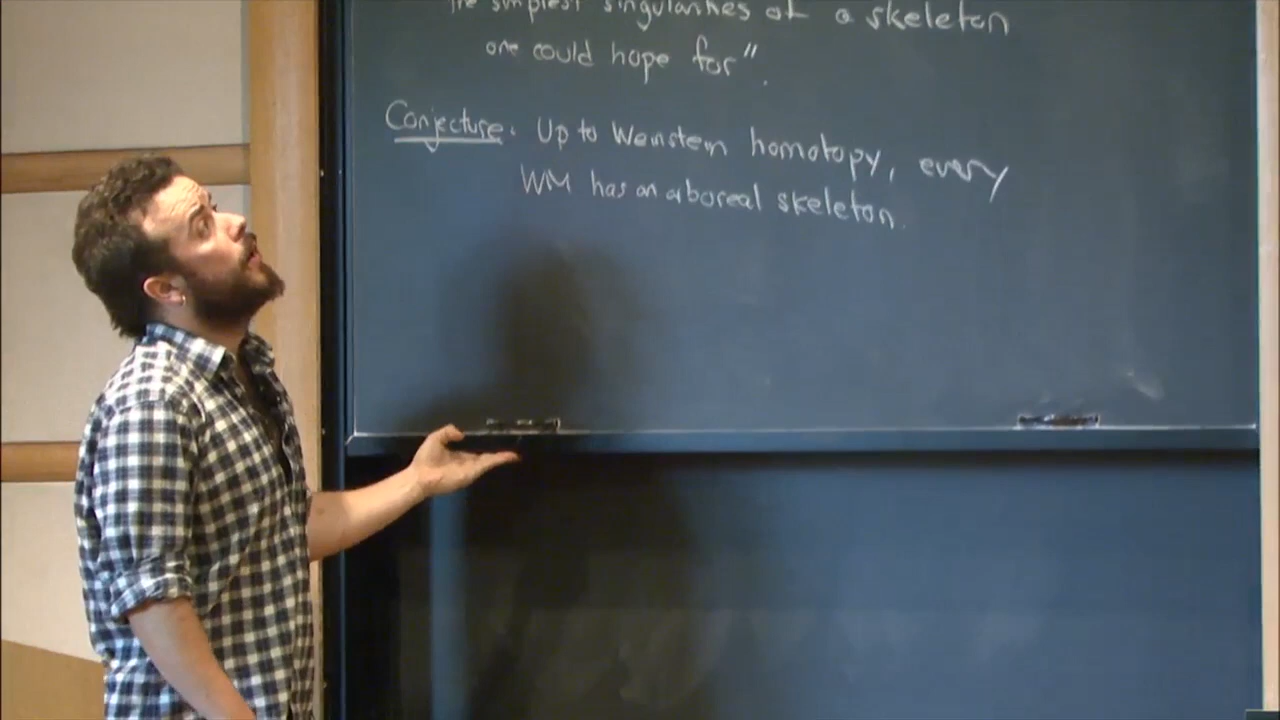 The simplest singularities of a skeleton
one could hope for".
Conjecture. Up to Weinstein homotopy, every
WM has an arboreal skeleton.